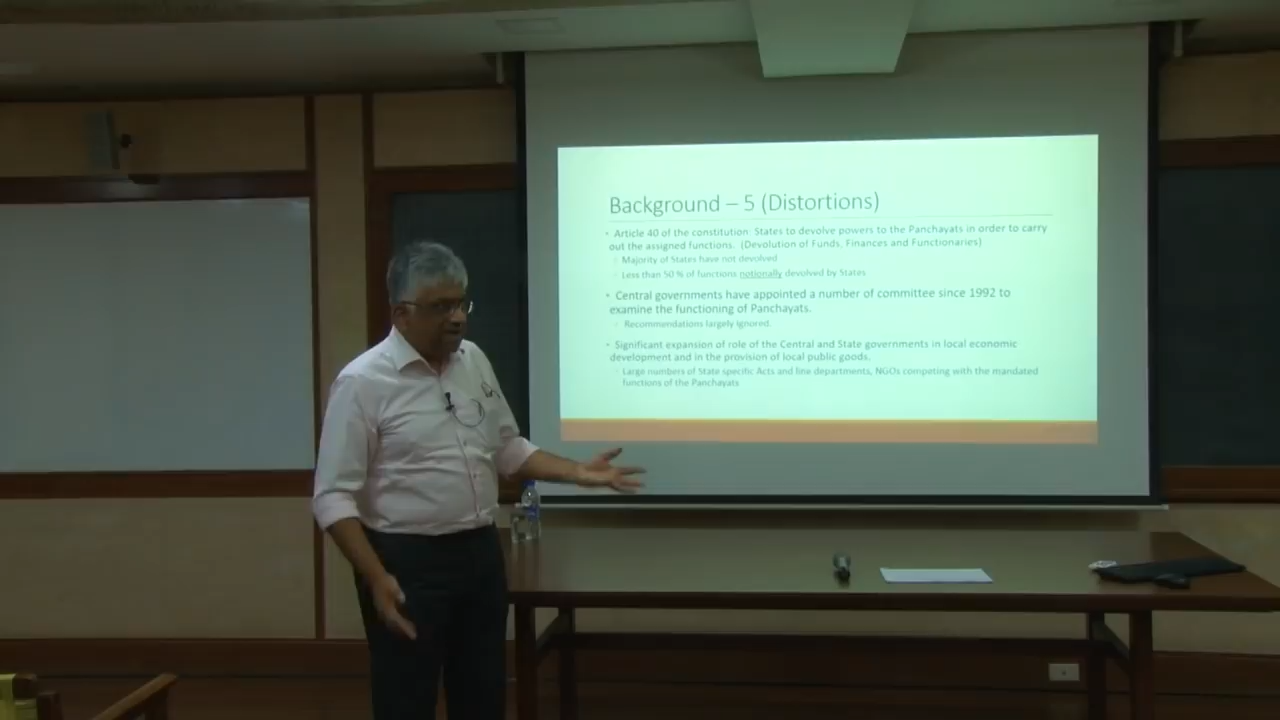 Background – 5 (Distortions)
Article 40 of the constitution: States to devolve powers to the Panchayats in order to carry
out the assigned functions. (Devolution of Funds, Finances and Functionaries)
Majority of States have not devolved
Less than 50 % of functions notionally devolved by States
Central governments have appointed a number of committee since 1992 to
examine the functioning of Panchayats.
Recommendations largely ignored.
Significant expansion of role of the Central and State governments in local economic
development and in the provision of local public goods.
Large numbers of State specific Acts and line departments, NGOs competing with the mandated
functions of the Panchayats